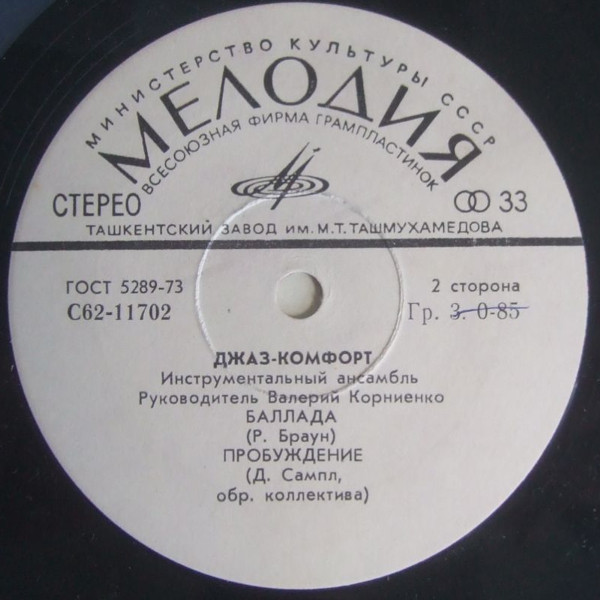 МИНИСТЕРСТВО КУЛЬТУРЫ СССР
МЕЛОДИЯ
ВСЕСОЮЗНАЯ ФИРМА ГРАМПЛАСТИНОК
СТЕРЕО
33
ТАШКЕНТСКИЙ ЗАВОД ИМ. М.Т. ТАШМУХАМЕДОВА
ГОСТ 5289-73
2 сторона
С62-11702
Гр. 3. 0-85
ДЖАЗ-КОМФОРТ
Инструментальный ансамбль
Руководитель Валерий Корниенко
БАЛЛАДА
(Р. Браун)
ПРОБУЖДЕНИЕ
(Д. Сампл,
обр. коллектива)